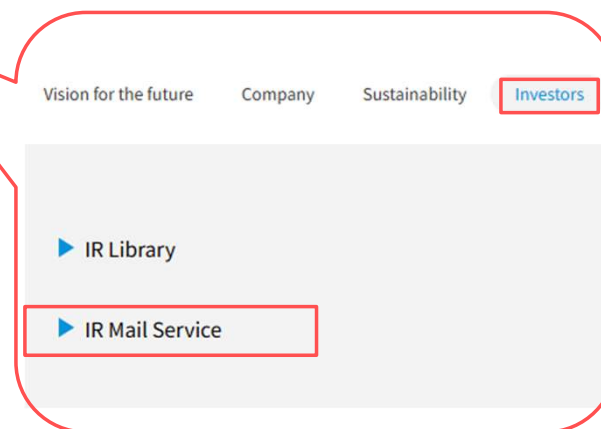 Vision for the future Company Sustainability Investors
IR Library
IR Mail Service